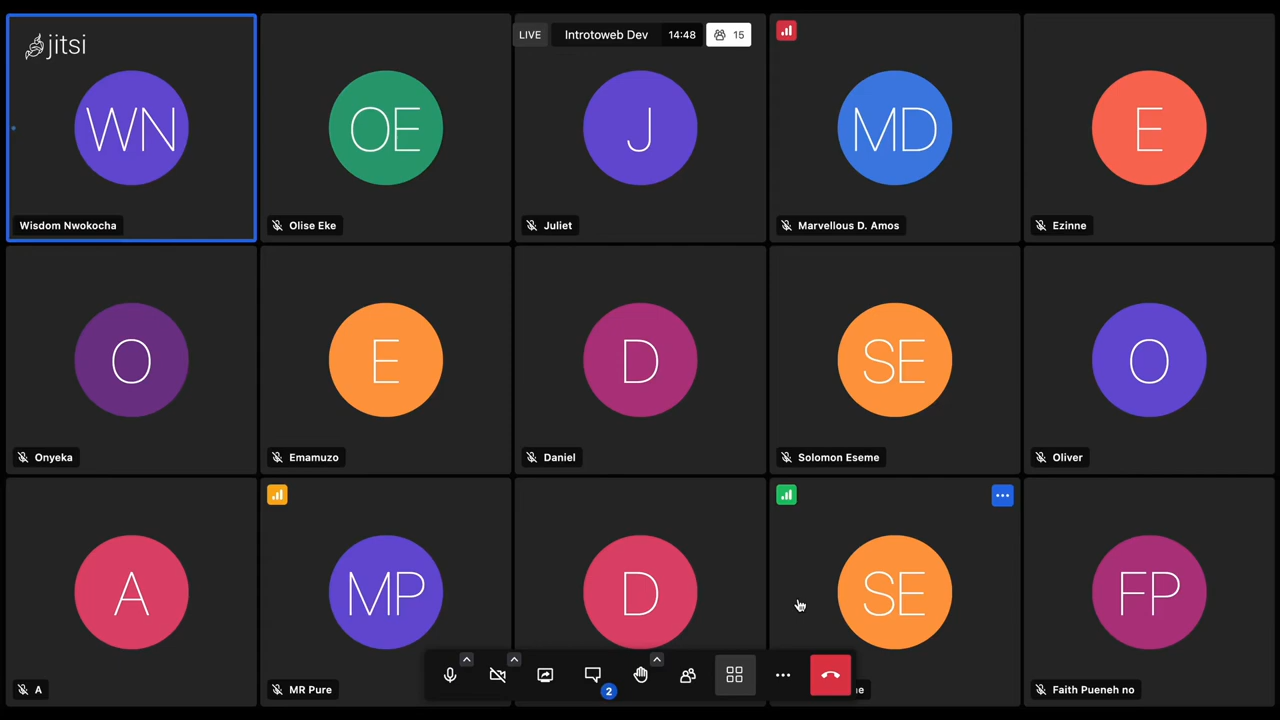 jitsi
LIVE
Introtoweb Dev
14:48
15
WN
Wisdom Nwokocha
OE
Olise Eke
J
Juliet
MD
Marvellous D. Amos
E
Ezinne
O
Onyeka
E
Emamuzo
D
Daniel
SE
Solomon Eseme
O
Oliver
A
A
MP
MR Pure
D
SE
FP
Faith Pueneh no
2